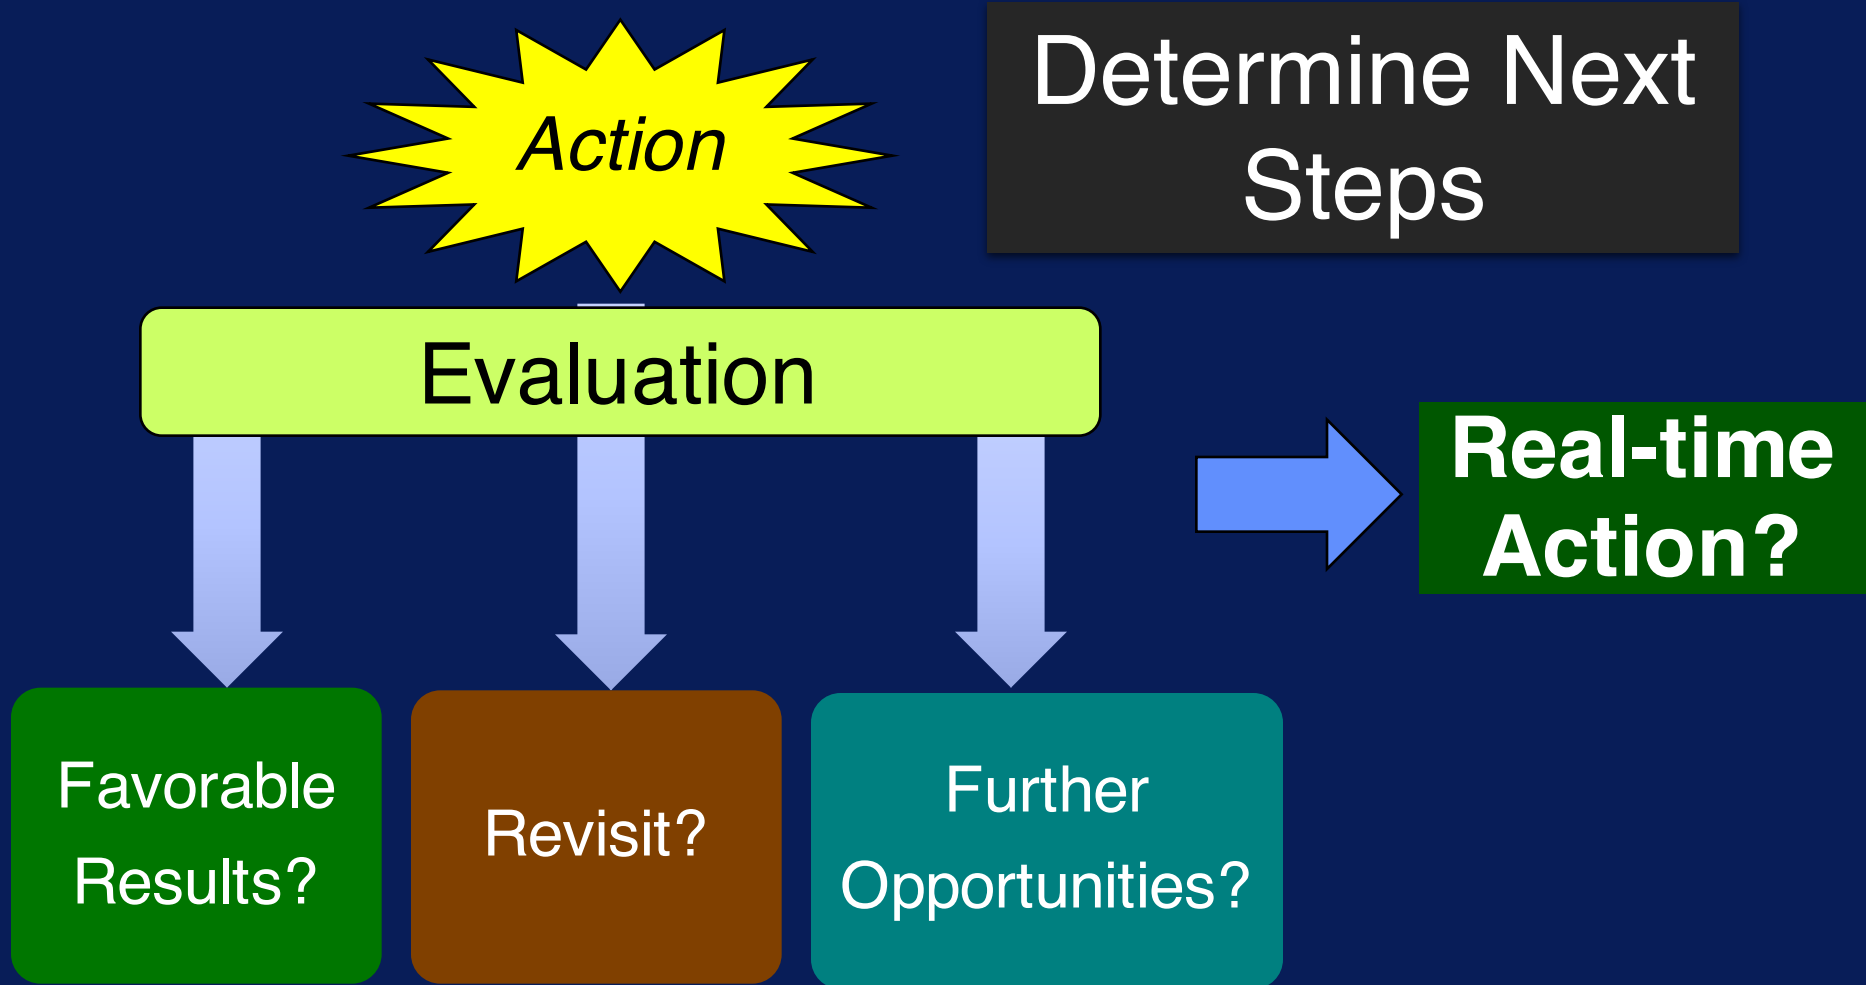 Action
Determine Next
Steps
Evaluation
Real-time
Action?
Favorable
Results?
Revisit?
Further
Opportunities?